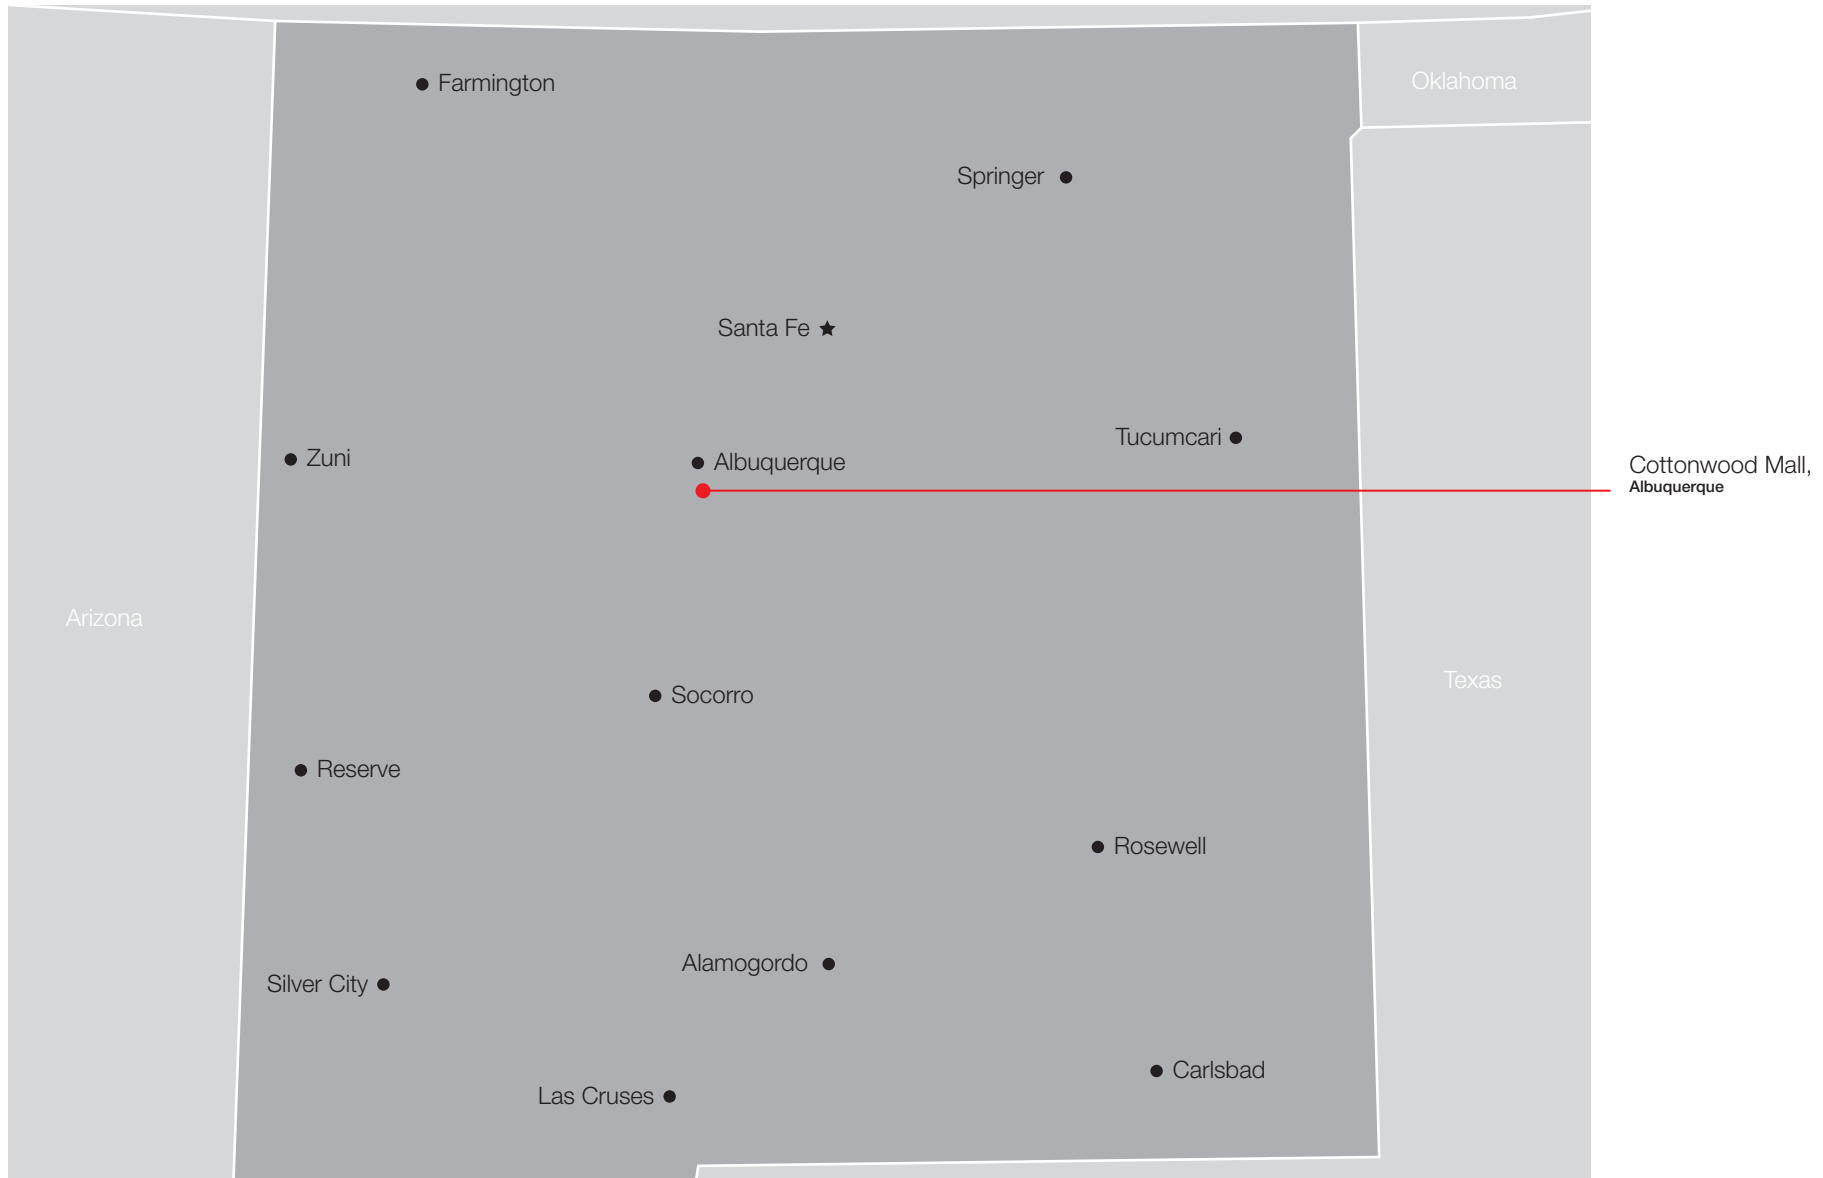 Farmington
Oklahoma
Springer
Santa Fe
Tucumcari
Zuni
Albuquerque
Cottonwood Mall,
Albuquerque
Arizona
Texas
Socorro
Reserve
Rosewell
Alamogordo
Silver City
Carlsbad
Las Cruses